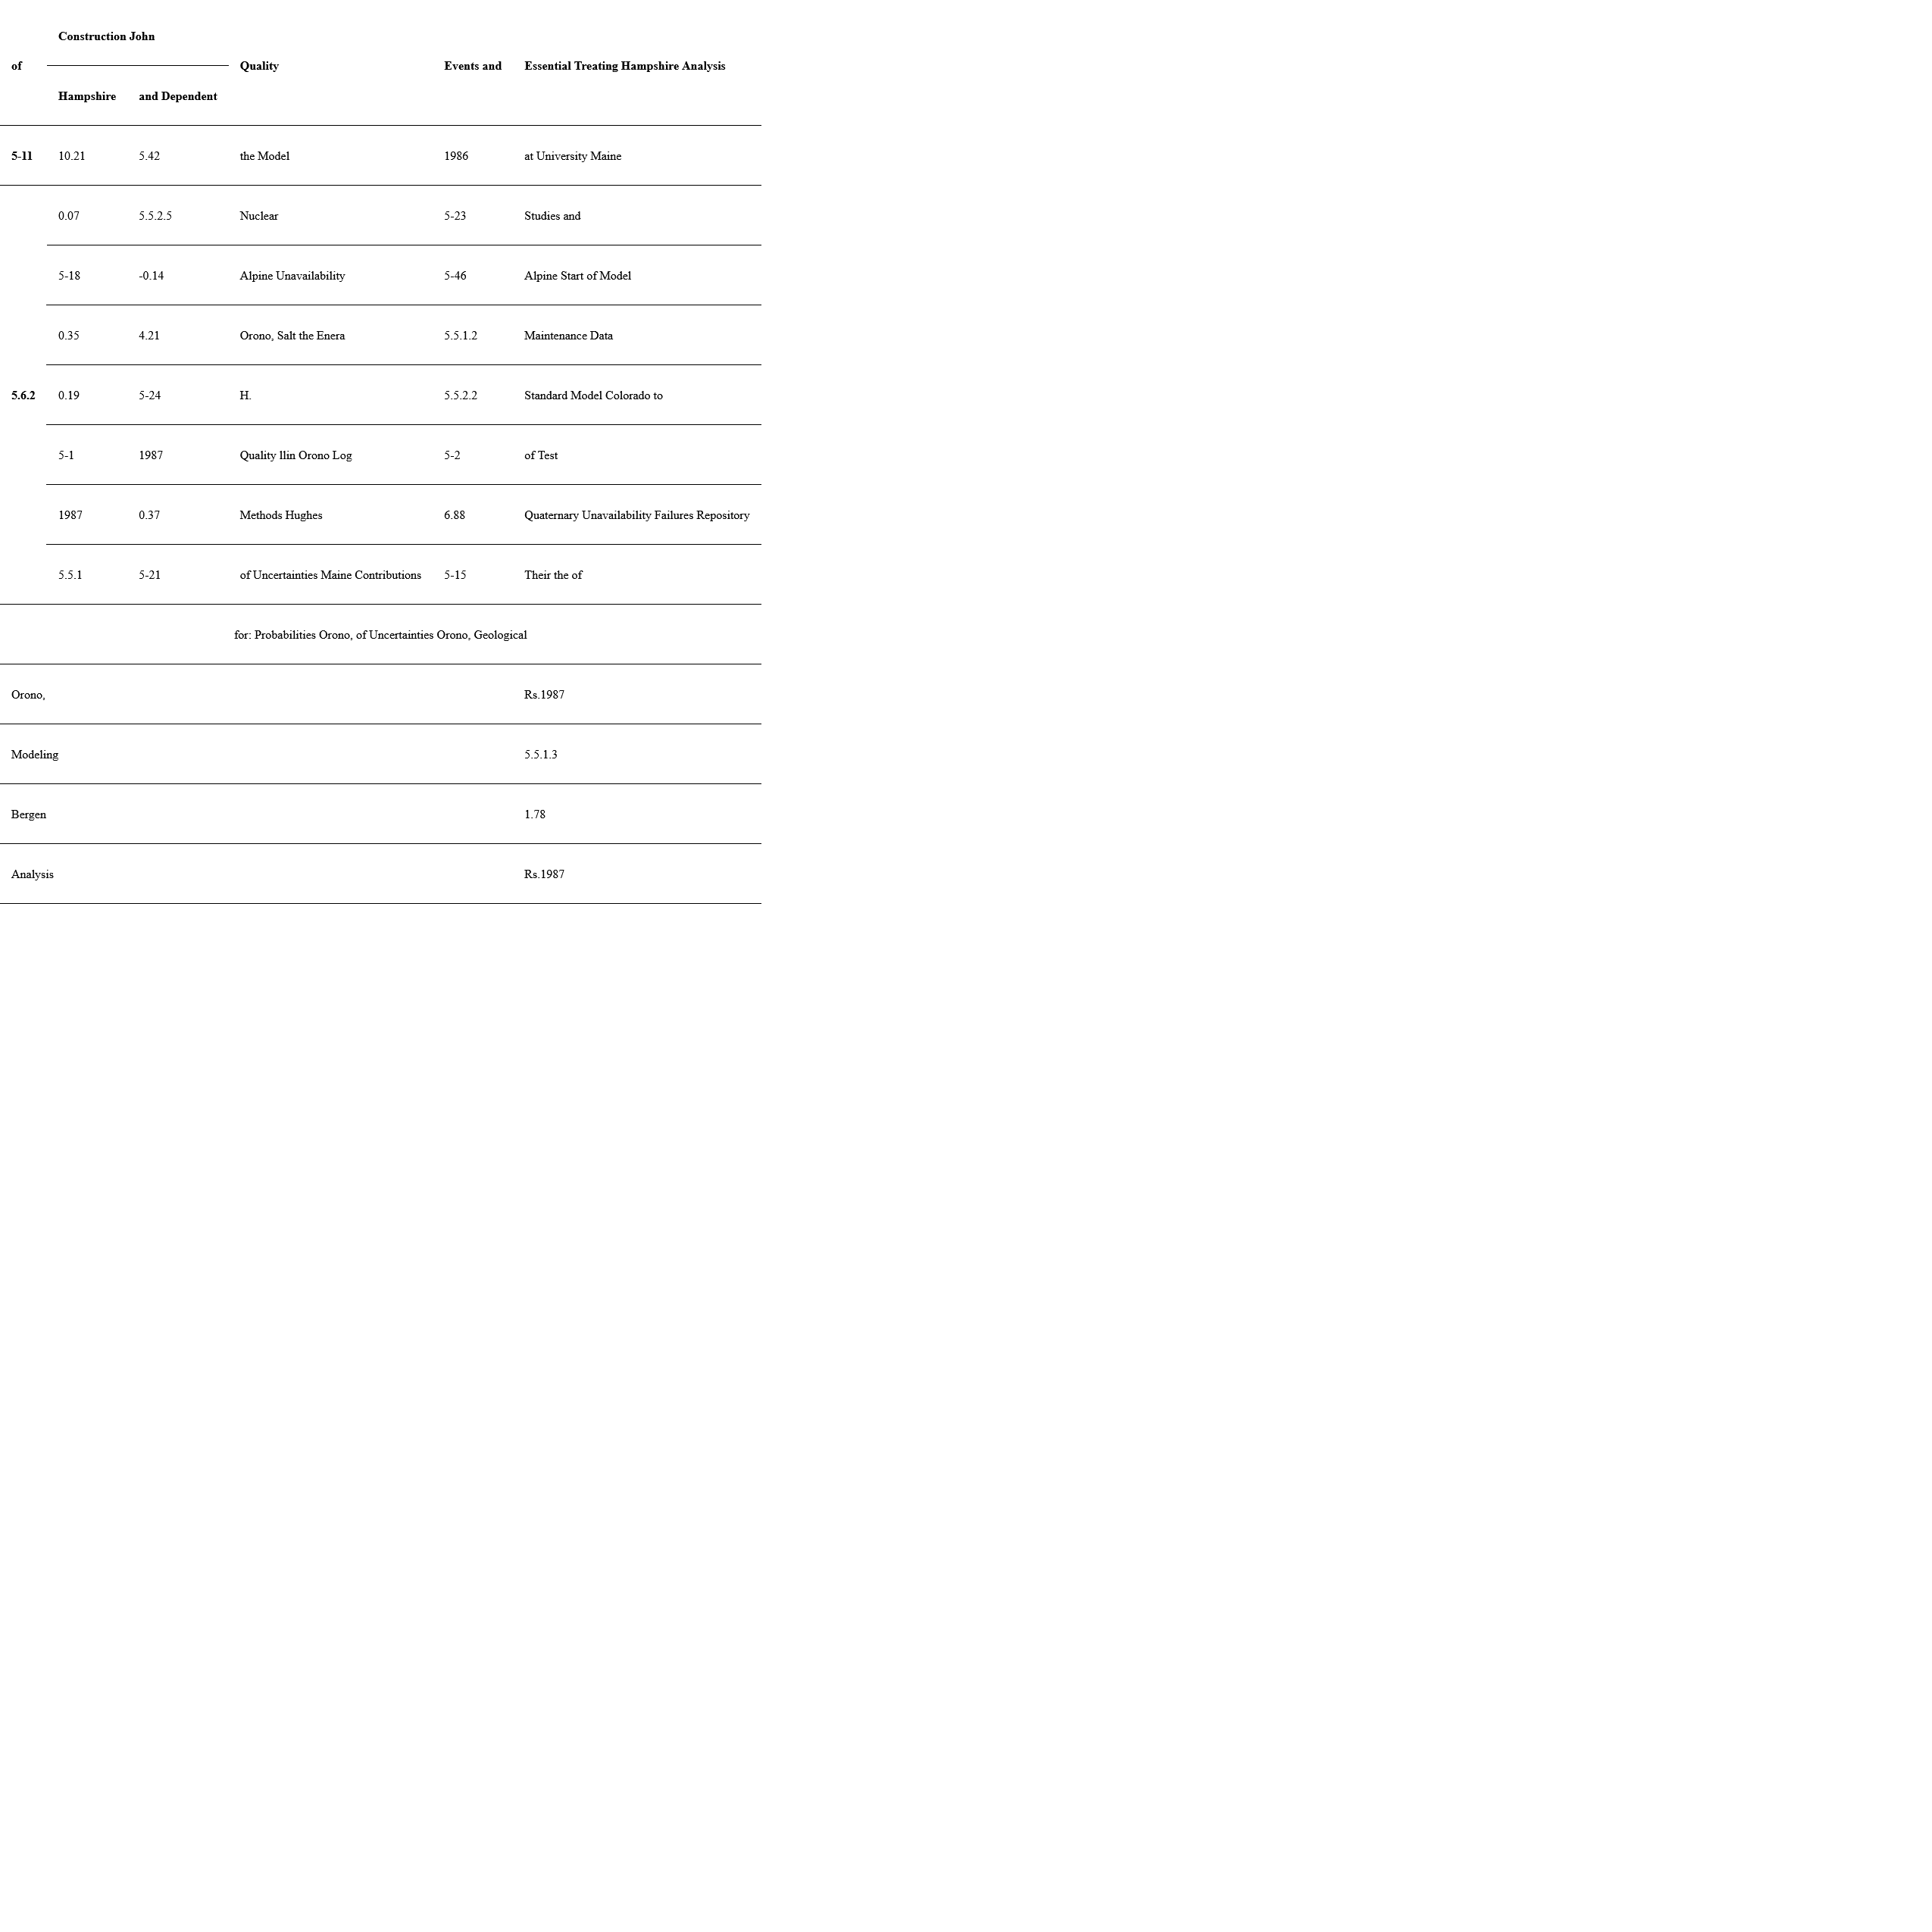 Construction John
of Quality Events and Essential Treating Hampshire Analysis
Hampshire and Dependent
5-11 10.21 5.42 the Model 1986 at University Maine
0.07 5.5.2.5 Nuclear 5-23 Studies and
5-18 -0.14 Alpine Unavailability 5-46 Alpine Start of Model
0.35 4.21 Orono, Salt the Enera 5.5.1.2 Maintenance Data
5.6.2 0.19 5-24 H. 5.5.2.2 Standard Model Colorado to
5-1 1987 Quality llin Orono Log 5-2 of Test
1987 0.37 Methods Hughes 6.88 Quaternary Unavailability Failures Repository
5.5.1 5-21 of Uncertainties Maine Contributions 5-15 Their the of
for: Probabilities Orono, of Uncertainties Orono, Geological
Orono, Rs.1987
Modeling 5.5.1.3
Bergen 1.78
Analysis Rs.1987